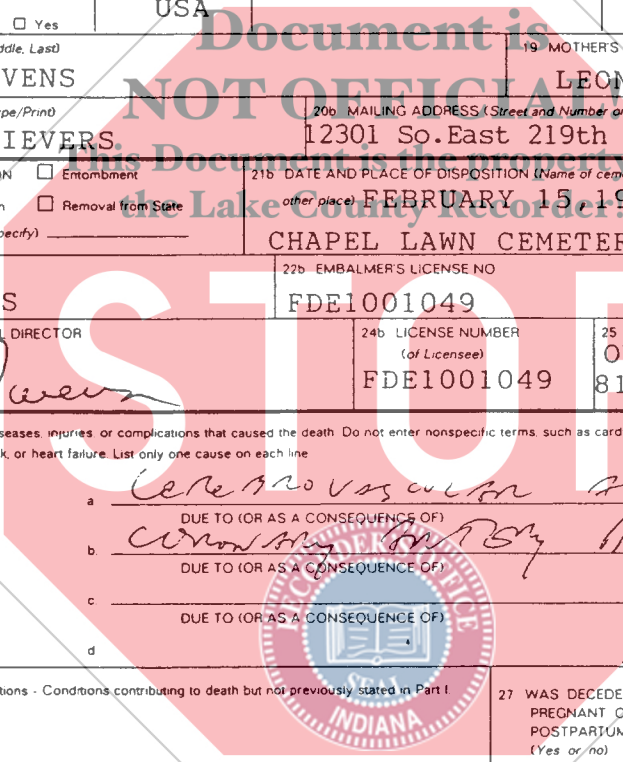 USA
☐ Yes
Document is
ddle, Last)
19 MOTHER'S
VENS
LEON
NOT OFFICIAL
ype/Print)
20b MAILING ADDRESS (Street and Number or
IEVERS
12301 So.East 219th
This Document is the property
N ☐ Entombment
21b DATE AND PLACE OF DISPOSITION (Name of cem
☐ Removal from State
other place) FEBRUARY 15,19
the Lake County Recorder!
pecify)
CHAPEL LAWN CEMETER
22b EMBALMER'S LICENSE NO
S
FDE1001049
L DIRECTOR
24b LICENSE NUMBER
25
(of Licensee)
FDE1001049
81
STOP
seases, injuries, or complications that caused the death Do not enter nonspecific terms, such as card
k, or heart failure. List only one cause on each line
a Cerebrovascular
DUE TO (OR AS A CONSEQUENCE OF)
b. Coronary Artery
DUE TO (OR AS A CONSEQUENCE OF)
c
DUE TO (OR AS A CONSEQUENCE OF)
d
RECORDER'S OFFICE
SEAL
INDIANA
tions - Conditions contributing to death but not previously stated in Part I.
27 WAS DECEDE
PREGNANT O
POSTPARTUM
(Yes or no)